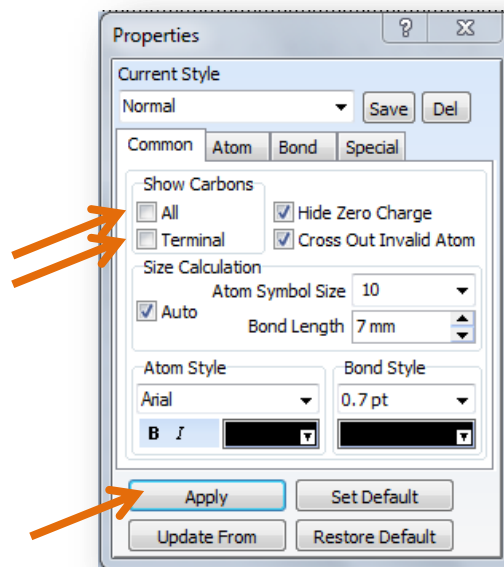 Properties ?
Current Style
Normal Save Del
Common Atom Bond Special
Show Carbons
All Hide Zero Charge
Terminal Cross Out Invalid Atom
Size Calculation
Atom Symbol Size 10
Auto
Bond Length 7 mm
Atom Style Bond Style
Arial 0.7 pt
B I
Apply Set Default
Update From Restore Default